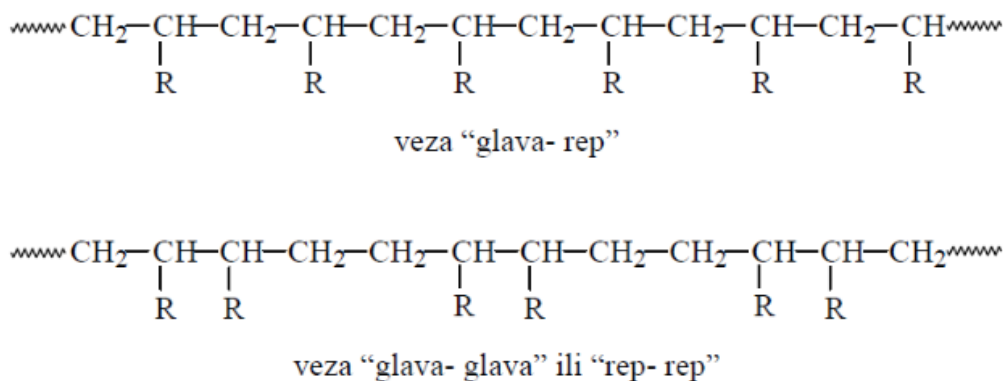 CH₂—CH—CH₂—CH—CH₂—CH—CH₂—CH—CH₂—CH—CH₂—CH
R R R R R R
veza “glava- rep”
CH₂—CH—CH—CH₂—CH₂—CH—CH—CH₂—CH₂—CH—CH—CH₂
R R R R R R
veza “glava- glava” ili “rep- rep”